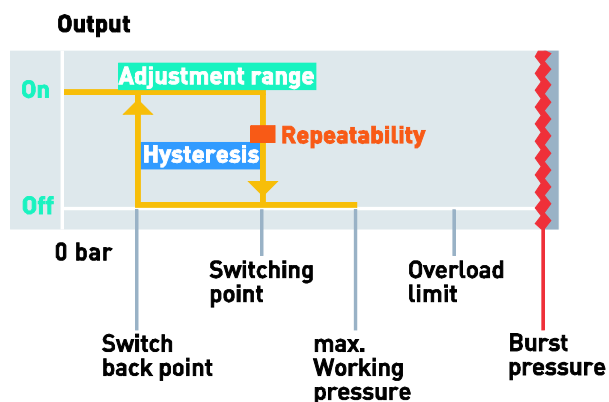 Output
Adjustment range
On
Repeatability
Hysteresis
Off
0 bar
Switching
point
Overload
limit
Switch
back point
max.
Working
pressure
Burst
pressure